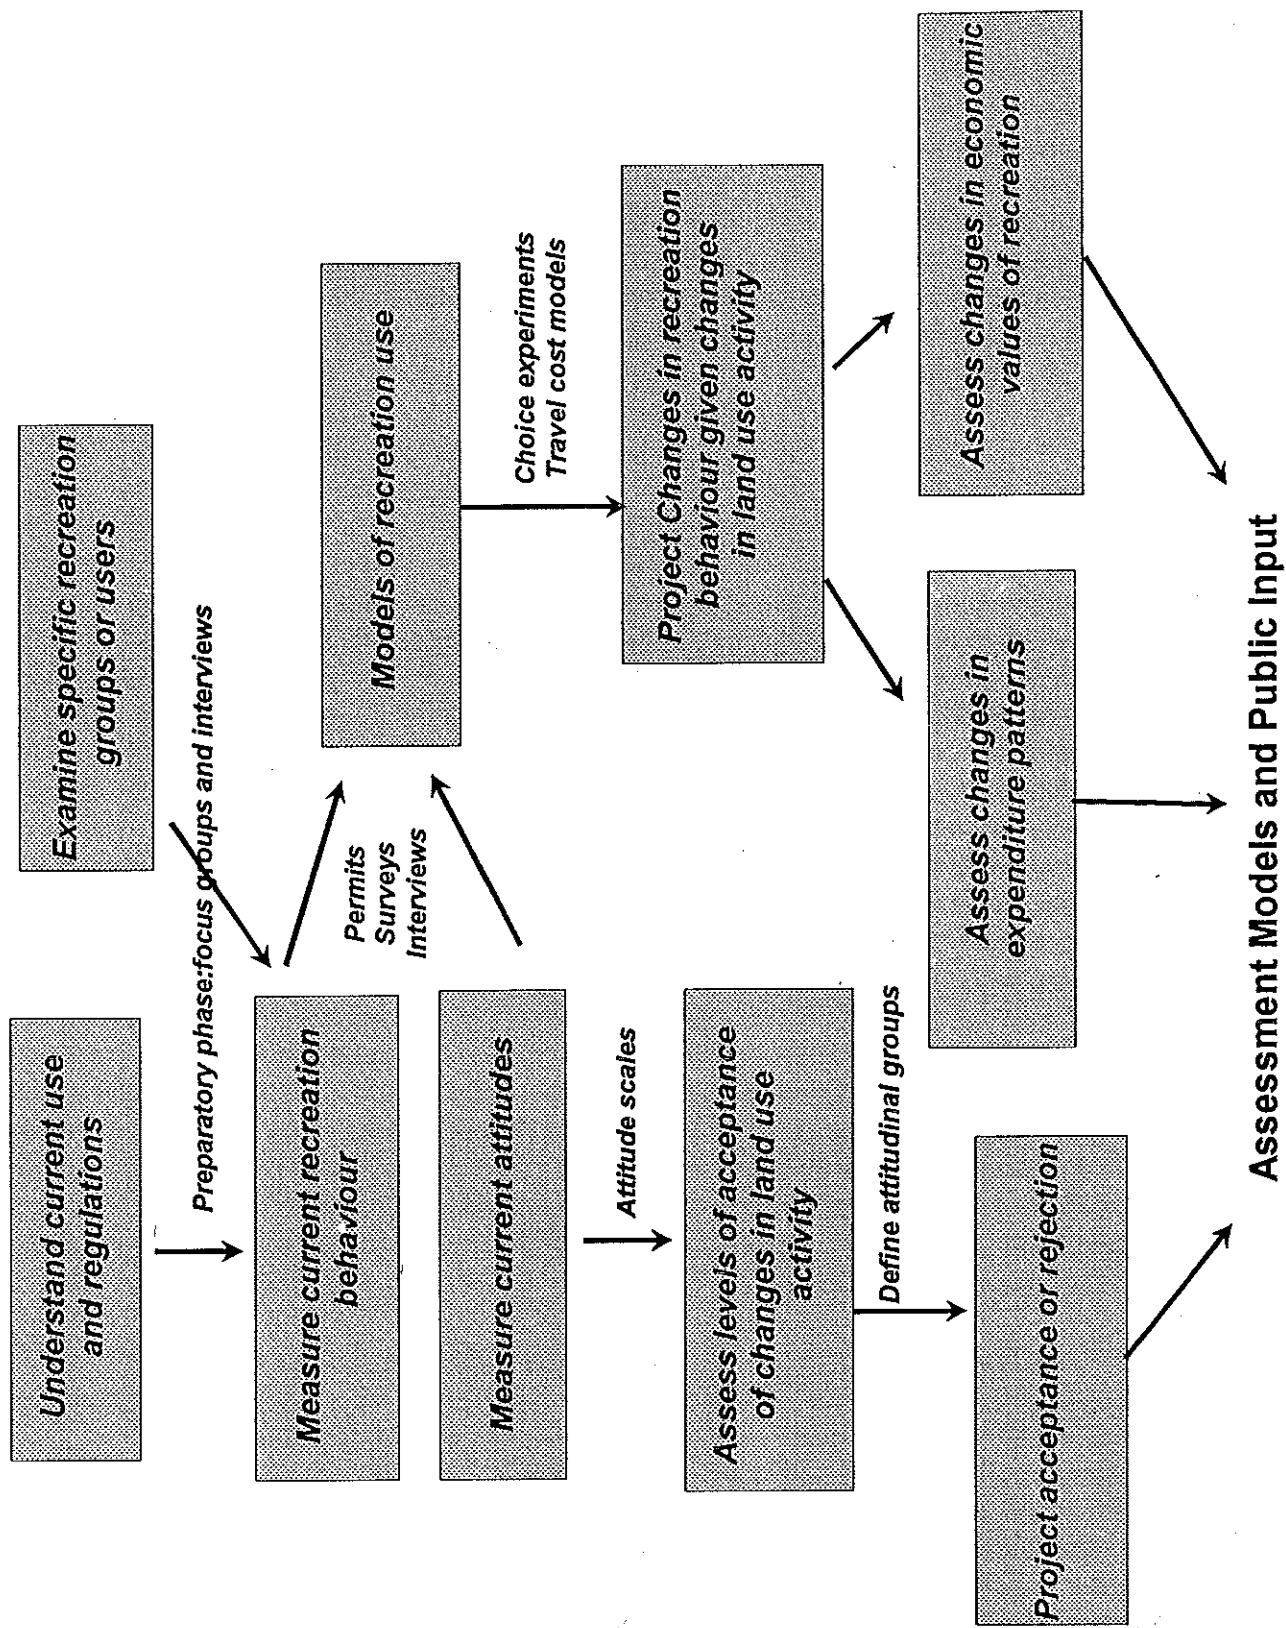 Understand current use
and regulations
Examine specific recreation
groups or users
Preparatory phase:focus groups and interviews
Measure current recreation
behaviour
Permits
Surveys
Interviews
Models of recreation use
Measure current attitudes
Choice experiments
Travel cost models
Attitude scales
Project Changes in recreation
behaviour given changes
in land use activity
Assess levels of acceptance
of changes in land use
activity
Define attitudinal groups
Assess changes in
expenditure patterns
Assess changes in economic
values of recreation
Project acceptance or rejection
Assessment Models and Public Input